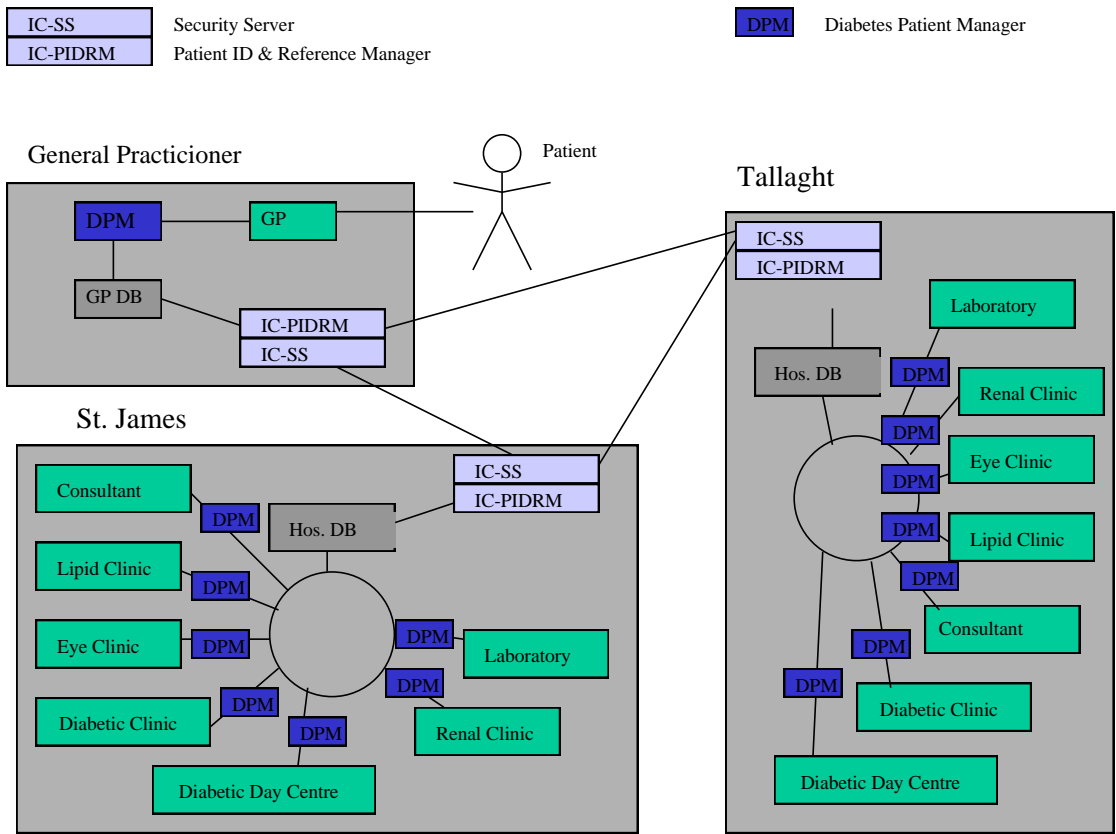 IC-SS Security Server
IC-PIDRM Patient ID & Reference Manager
DPM Diabetes Patient Manager
General Practicioner
Patient
DPM
GP
GP DB
IC-PIDRM
IC-SS
Tallaght
IC-SS
IC-PIDRM
Laboratory
Hos. DB
DPM
Renal Clinic
DPM
Eye Clinic
DPM
DPM
Lipid Clinic
DPM
Consultant
DPM
DPM
Diabetic Clinic
Diabetic Day Centre
St. James
IC-SS
IC-PIDRM
Consultant
DPM
Hos. DB
Lipid Clinic
DPM
Eye Clinic
DPM
DPM
Laboratory
DPM
Diabetic Clinic
DPM
Renal Clinic
DPM
Diabetic Day Centre